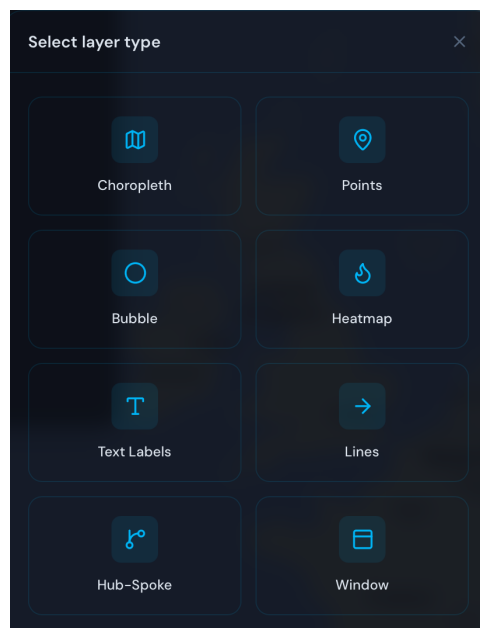 Select layer type
Choropleth
Points
Bubble
Heatmap
Text Labels
Lines
Hub-Spoke
Window